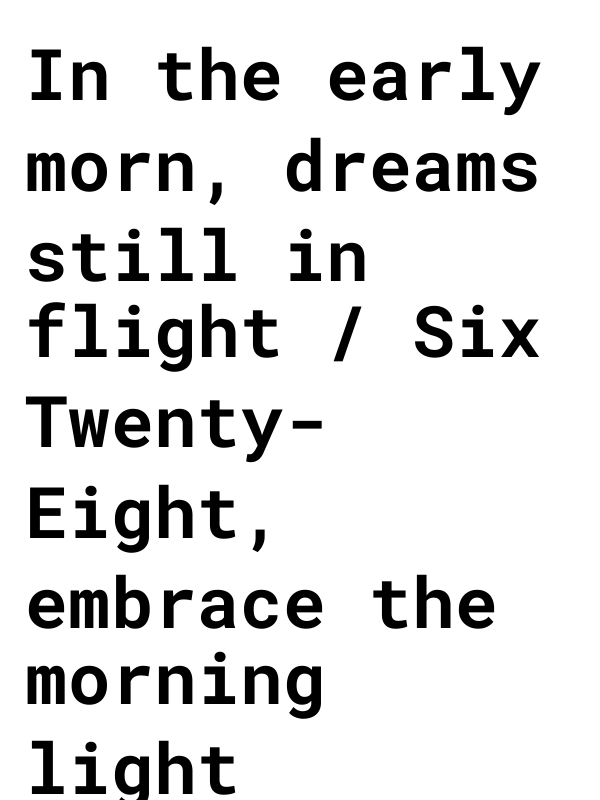 In the early
morn, dreams
still in
flight / Six
Twenty-
Eight,
embrace the
morning
light